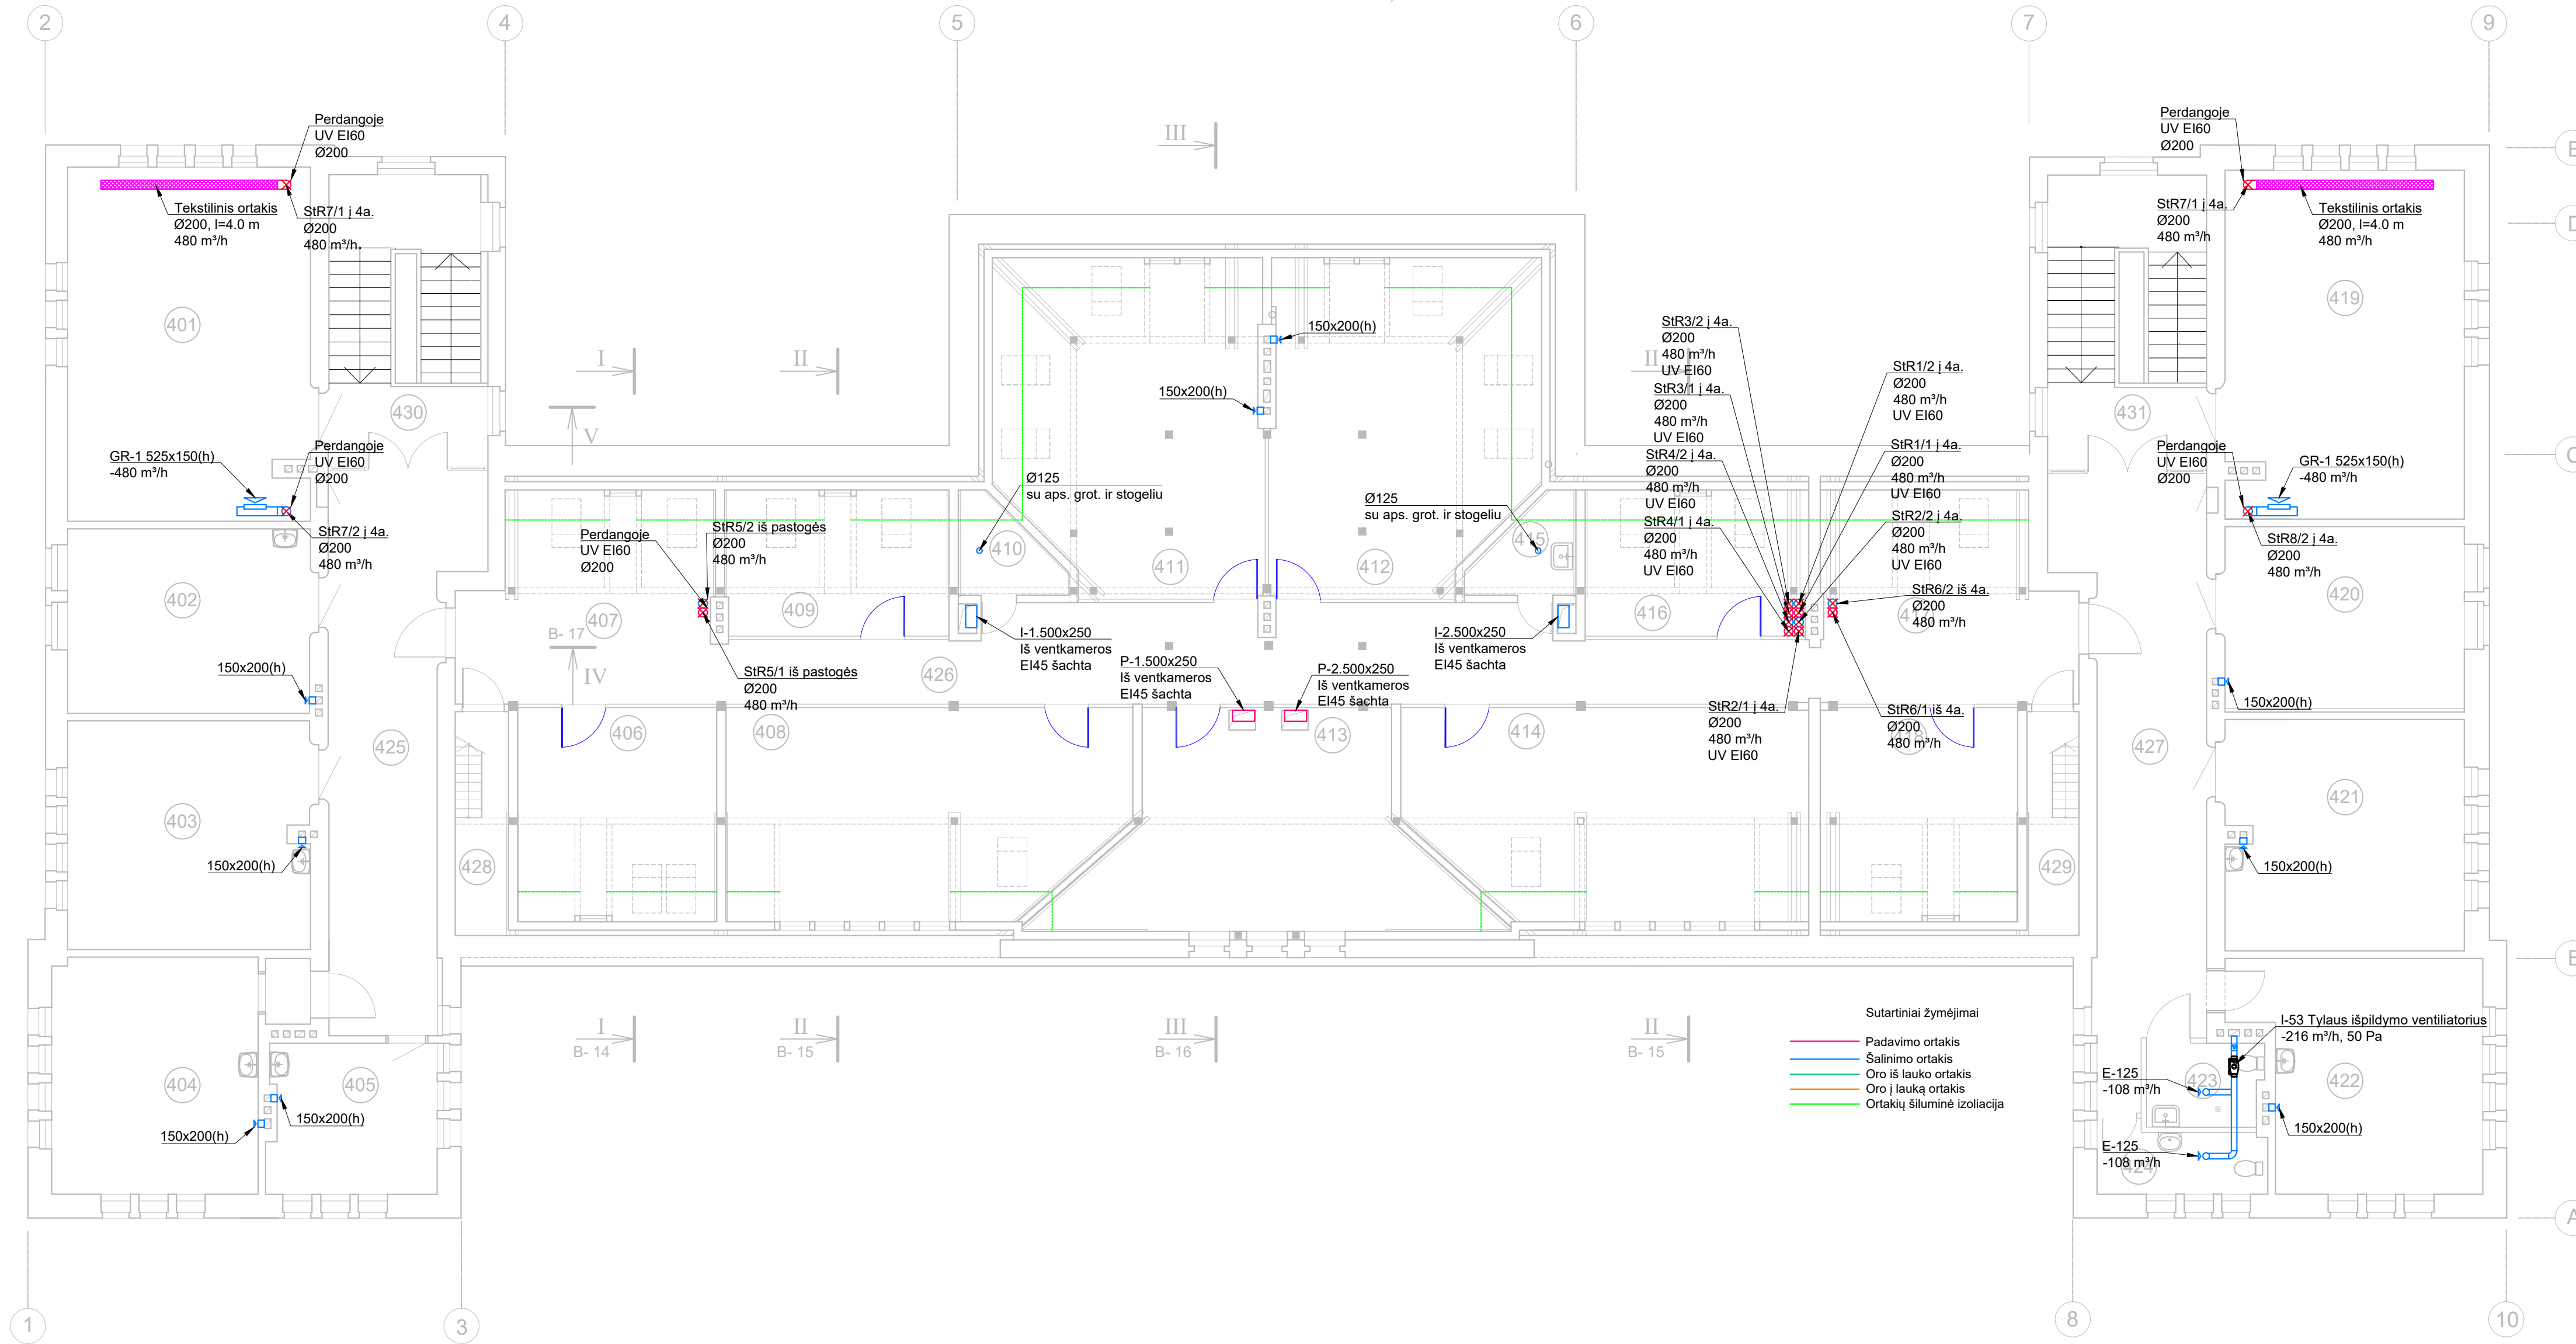 2
4
5
6
7
9
Perdangoje
UV EI60
Ø200
Tekstilinis ortakis
Ø200, l=4.0 m
480 m³/h
StR7/1 į 4a.
Ø200
480 m³/h
401
430
GR-1 525x150(h)
-480 m³/h
Perdangoje
UV EI60
Ø200
StR7/2 į 4a.
Ø200
480 m³/h
402
150x200(h)
403
425
150x200(h)
404
405
150x200(h)
150x200(h)
428
I
II
III
V
II
Perdangoje
UV EI60
Ø200
StR5/2 iš pastogės
Ø200
480 m³/h
407
409
B- 17
IV
StR5/1 iš pastogės
Ø200
480 m³/h
406
408
426
Ø125
su aps. grot. ir stogeliu
410
411
150x200(h)
150x200(h)
412
Ø125
su aps. grot. ir stogeliu
415
I-1.500x250
Iš ventkameros
EI45 šachta
P-1.500x250
Iš ventkameros
EI45 šachta
P-2.500x250
Iš ventkameros
EI45 šachta
I-2.500x250
Iš ventkameros
EI45 šachta
413
414
416
StR3/2 į 4a.
Ø200
480 m³/h
UV EI60
StR3/1 į 4a.
Ø200
480 m³/h
UV EI60
StR4/2 į 4a.
Ø200
480 m³/h
UV EI60
StR4/1 į 4a.
Ø200
480 m³/h
UV EI60
StR1/2 į 4a.
Ø200
480 m³/h
UV EI60
StR1/1 į 4a.
Ø200
480 m³/h
UV EI60
StR2/2 į 4a.
Ø200
480 m³/h
UV EI60
StR6/2 iš 4a.
Ø200
480 m³/h
StR2/1 į 4a.
Ø200
480 m³/h
UV EI60
StR6/1 iš 4a.
Ø200
480 m³/h
Perdangoje
UV EI60
Ø200
StR7/1 į 4a.
Ø200
480 m³/h
Tekstilinis ortakis
Ø200, l=4.0 m
480 m³/h
419
431
Perdangoje
UV EI60
Ø200
GR-1 525x150(h)
-480 m³/h
StR8/2 į 4a.
Ø200
480 m³/h
420
150x200(h)
427
421
150x200(h)
429
I
B- 14
II
B- 15
III
B- 16
II
B- 15
Sutartiniai žymėjimai
Padavimo ortakis
Šalinimo ortakis
Oro iš lauko ortakis
Oro į lauką ortakis
Ortakių šiluminė izoliacija
I-53 Tylaus išpildymo ventiliatorius
-216 m³/h, 50 Pa
E-125
-108 m³/h
423
422
150x200(h)
E-125
-108 m³/h
424
D
C
A
1
3
8
10